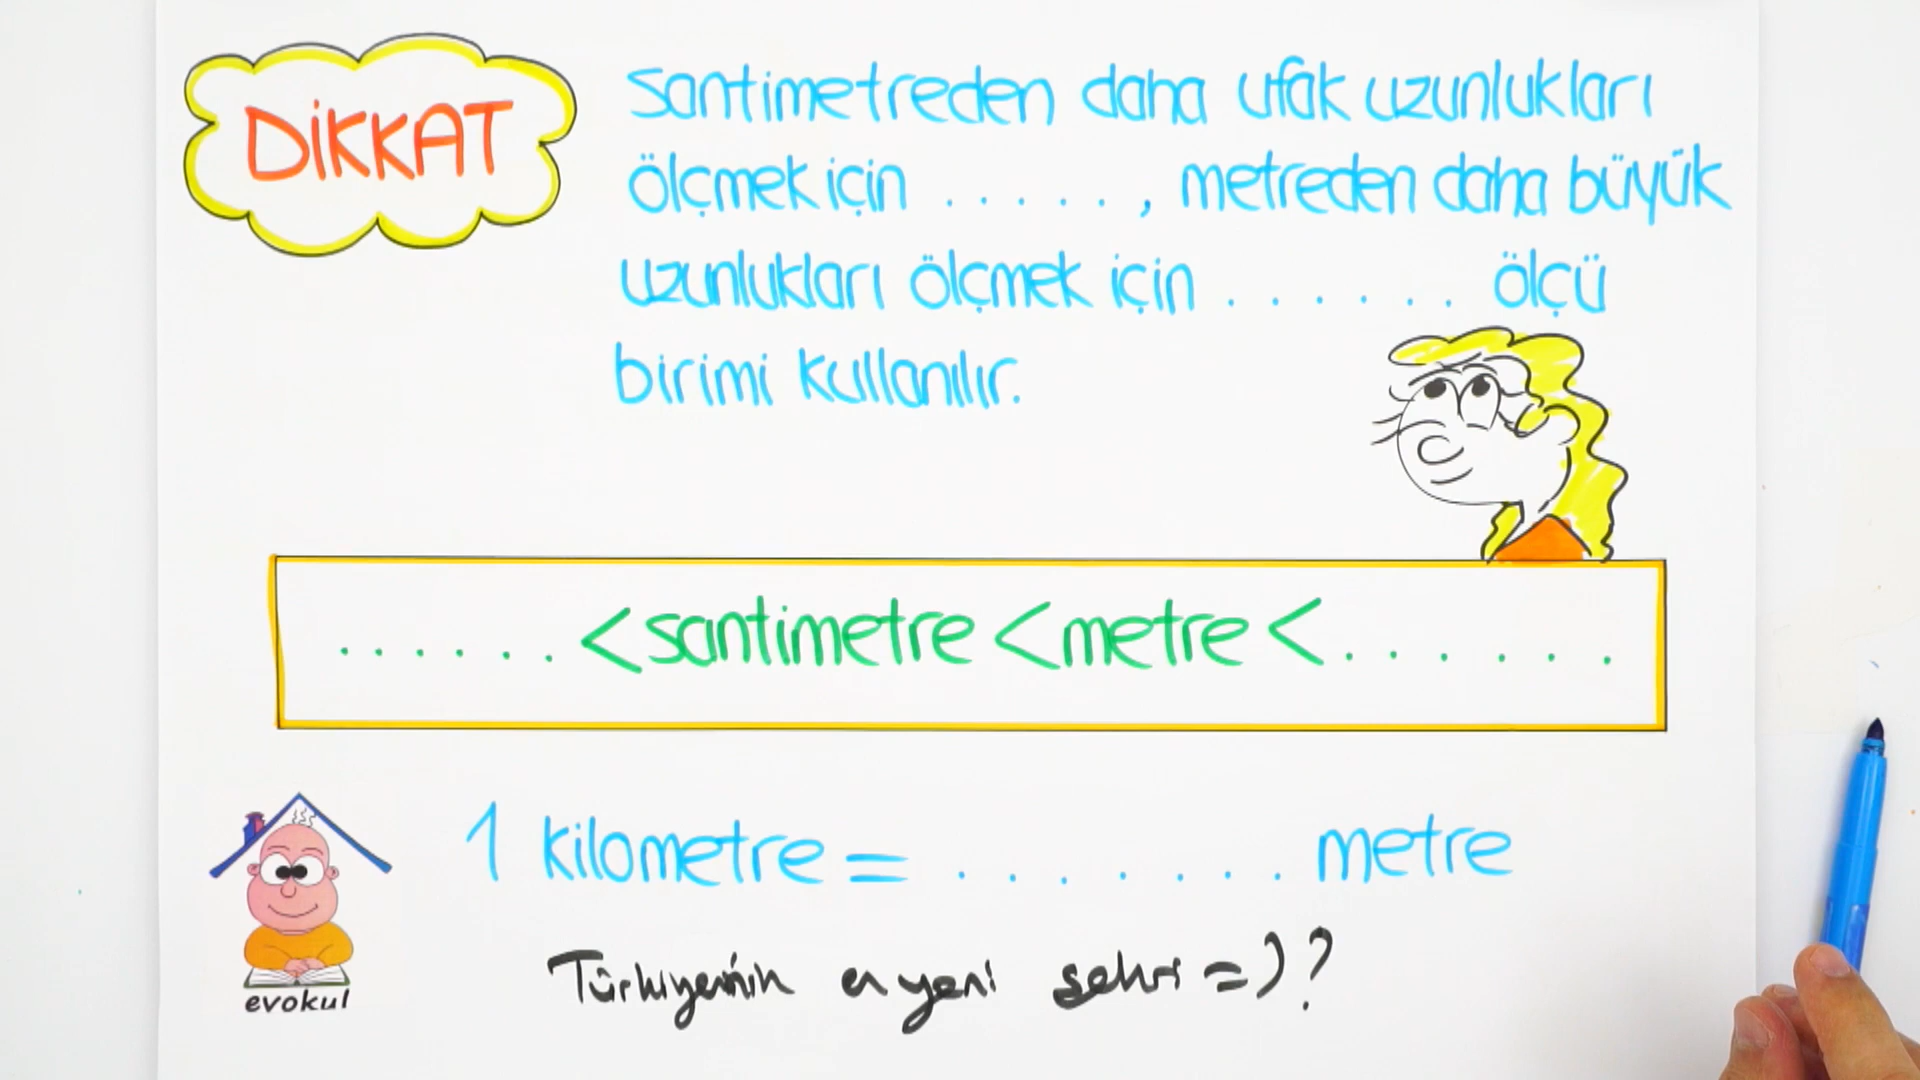 DİKKAT
santimetreden daha ufak uzunlukları
ölçmek için ....., metreden daha büyük
uzunlukları ölçmek için ...... ölçü
birimi kullanılır.
......<santimetre<metre<......
1 kilometre = ....... metre
Türkiyenin en yeni şehri =) ?
evokul